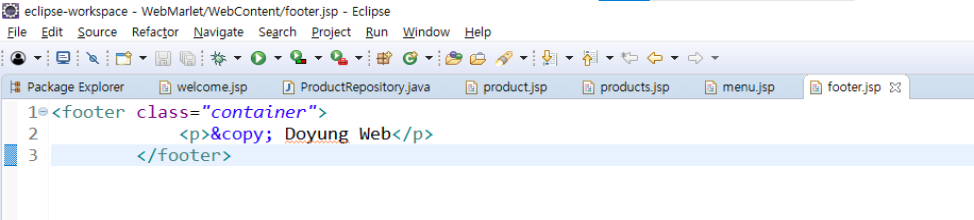 eclipse-workspace - WebMarlet/WebContent/footer.jsp - Eclipse
File Edit Source Refactor Navigate Search Project Run Window Help
Package Explorer welcome.jsp ProductRepository.java product.jsp products.jsp menu.jsp footer.jsp
1 <footer class="container">
2 <p>&copy; Doyung Web</p>
3 </footer>